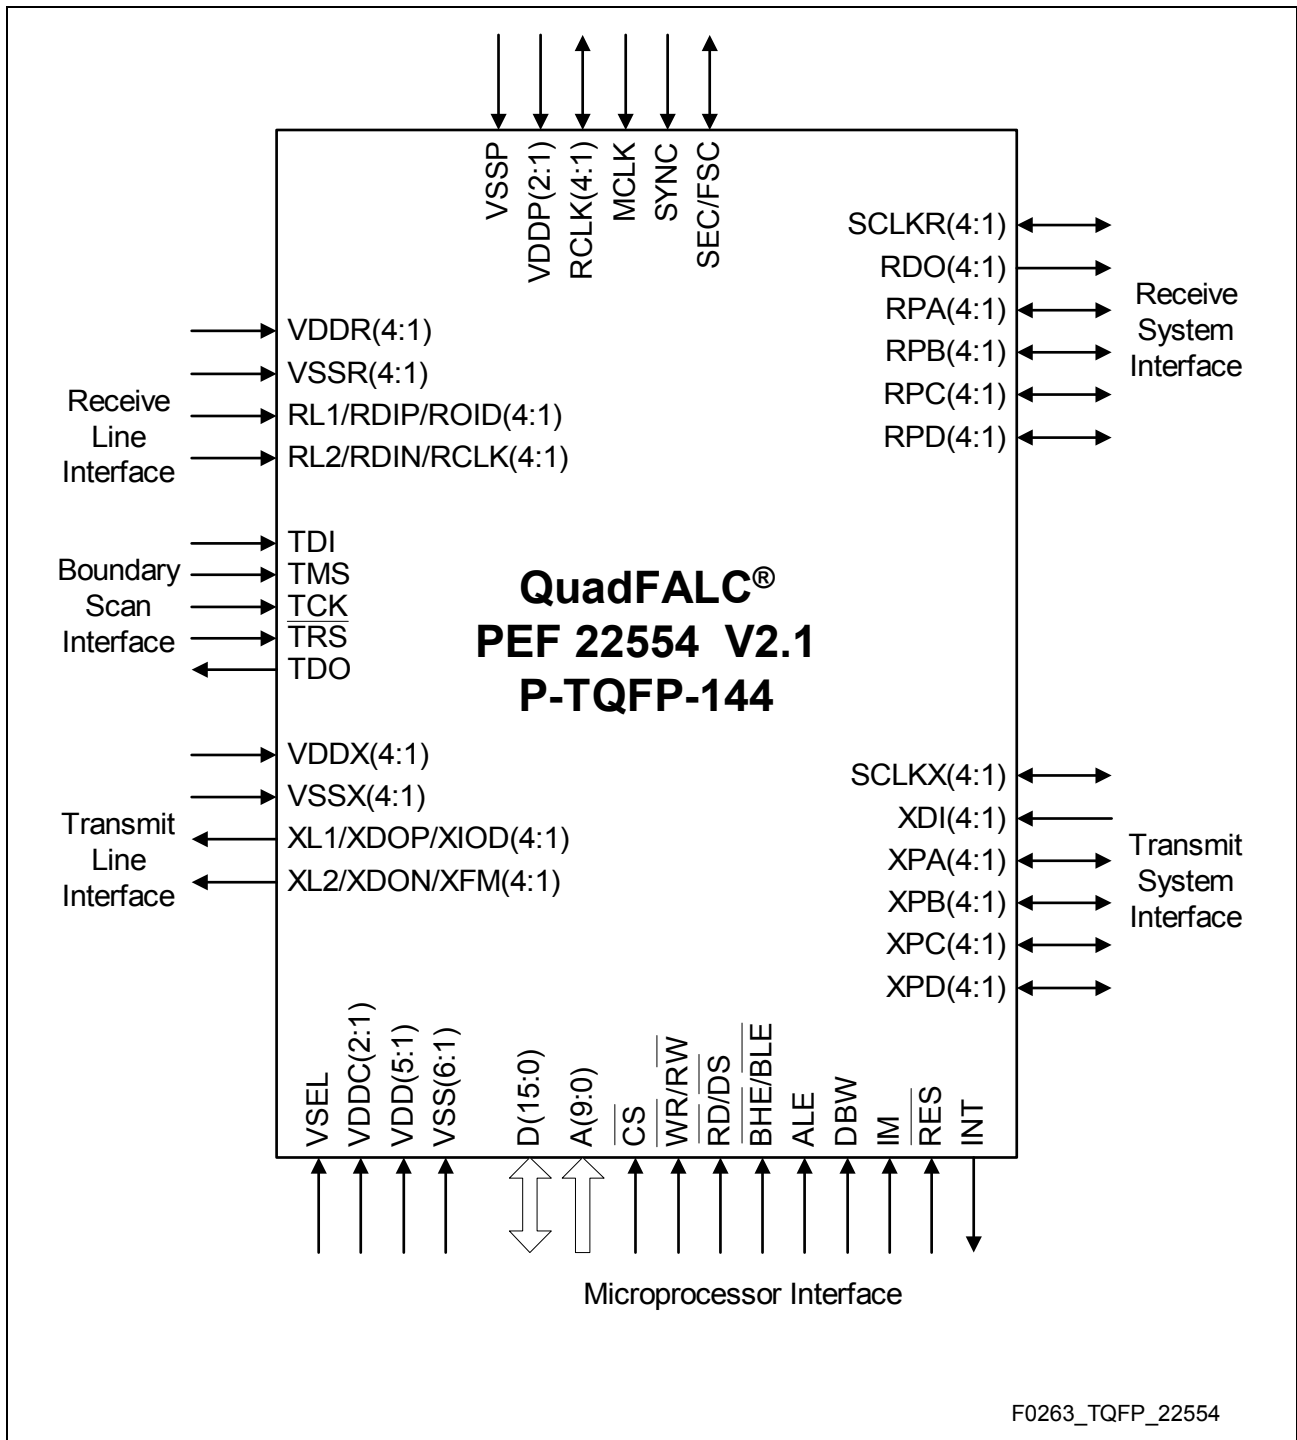 VSSP
VDDP(2:1)
RCLK(4:1)
MCLK
SYNC
SEC/FSC
SCLKR(4:1)
RDO(4:1)
RPA(4:1)
RPB(4:1)
RPC(4:1)
RPD(4:1)
Receive
System
Interface
VDDR(4:1)
VSSR(4:1)
RL1/RDIP/ROID(4:1)
RL2/RDIN/RCLK(4:1)
Receive
Line
Interface
TDI
TMS
TCK
TRS
TDO
Boundary
Scan
Interface
QuadFALC®
PEF 22554 V2.1
P-TQFP-144
VDDX(4:1)
VSSX(4:1)
XL1/XDOP/XIOD(4:1)
XL2/XDON/XFM(4:1)
Transmit
Line
Interface
SCLKX(4:1)
XDI(4:1)
XPA(4:1)
XPB(4:1)
XPC(4:1)
XPD(4:1)
Transmit
System
Interface
VSEL
VDDC(2:1)
VDD(5:1)
VSS(6:1)
D(15:0)
A(9:0)
CS
WR/RW
RD/DS
BHE/BLE
ALE
DBW
IM
RES
INT
Microprocessor Interface
F0263_TQFP_22554